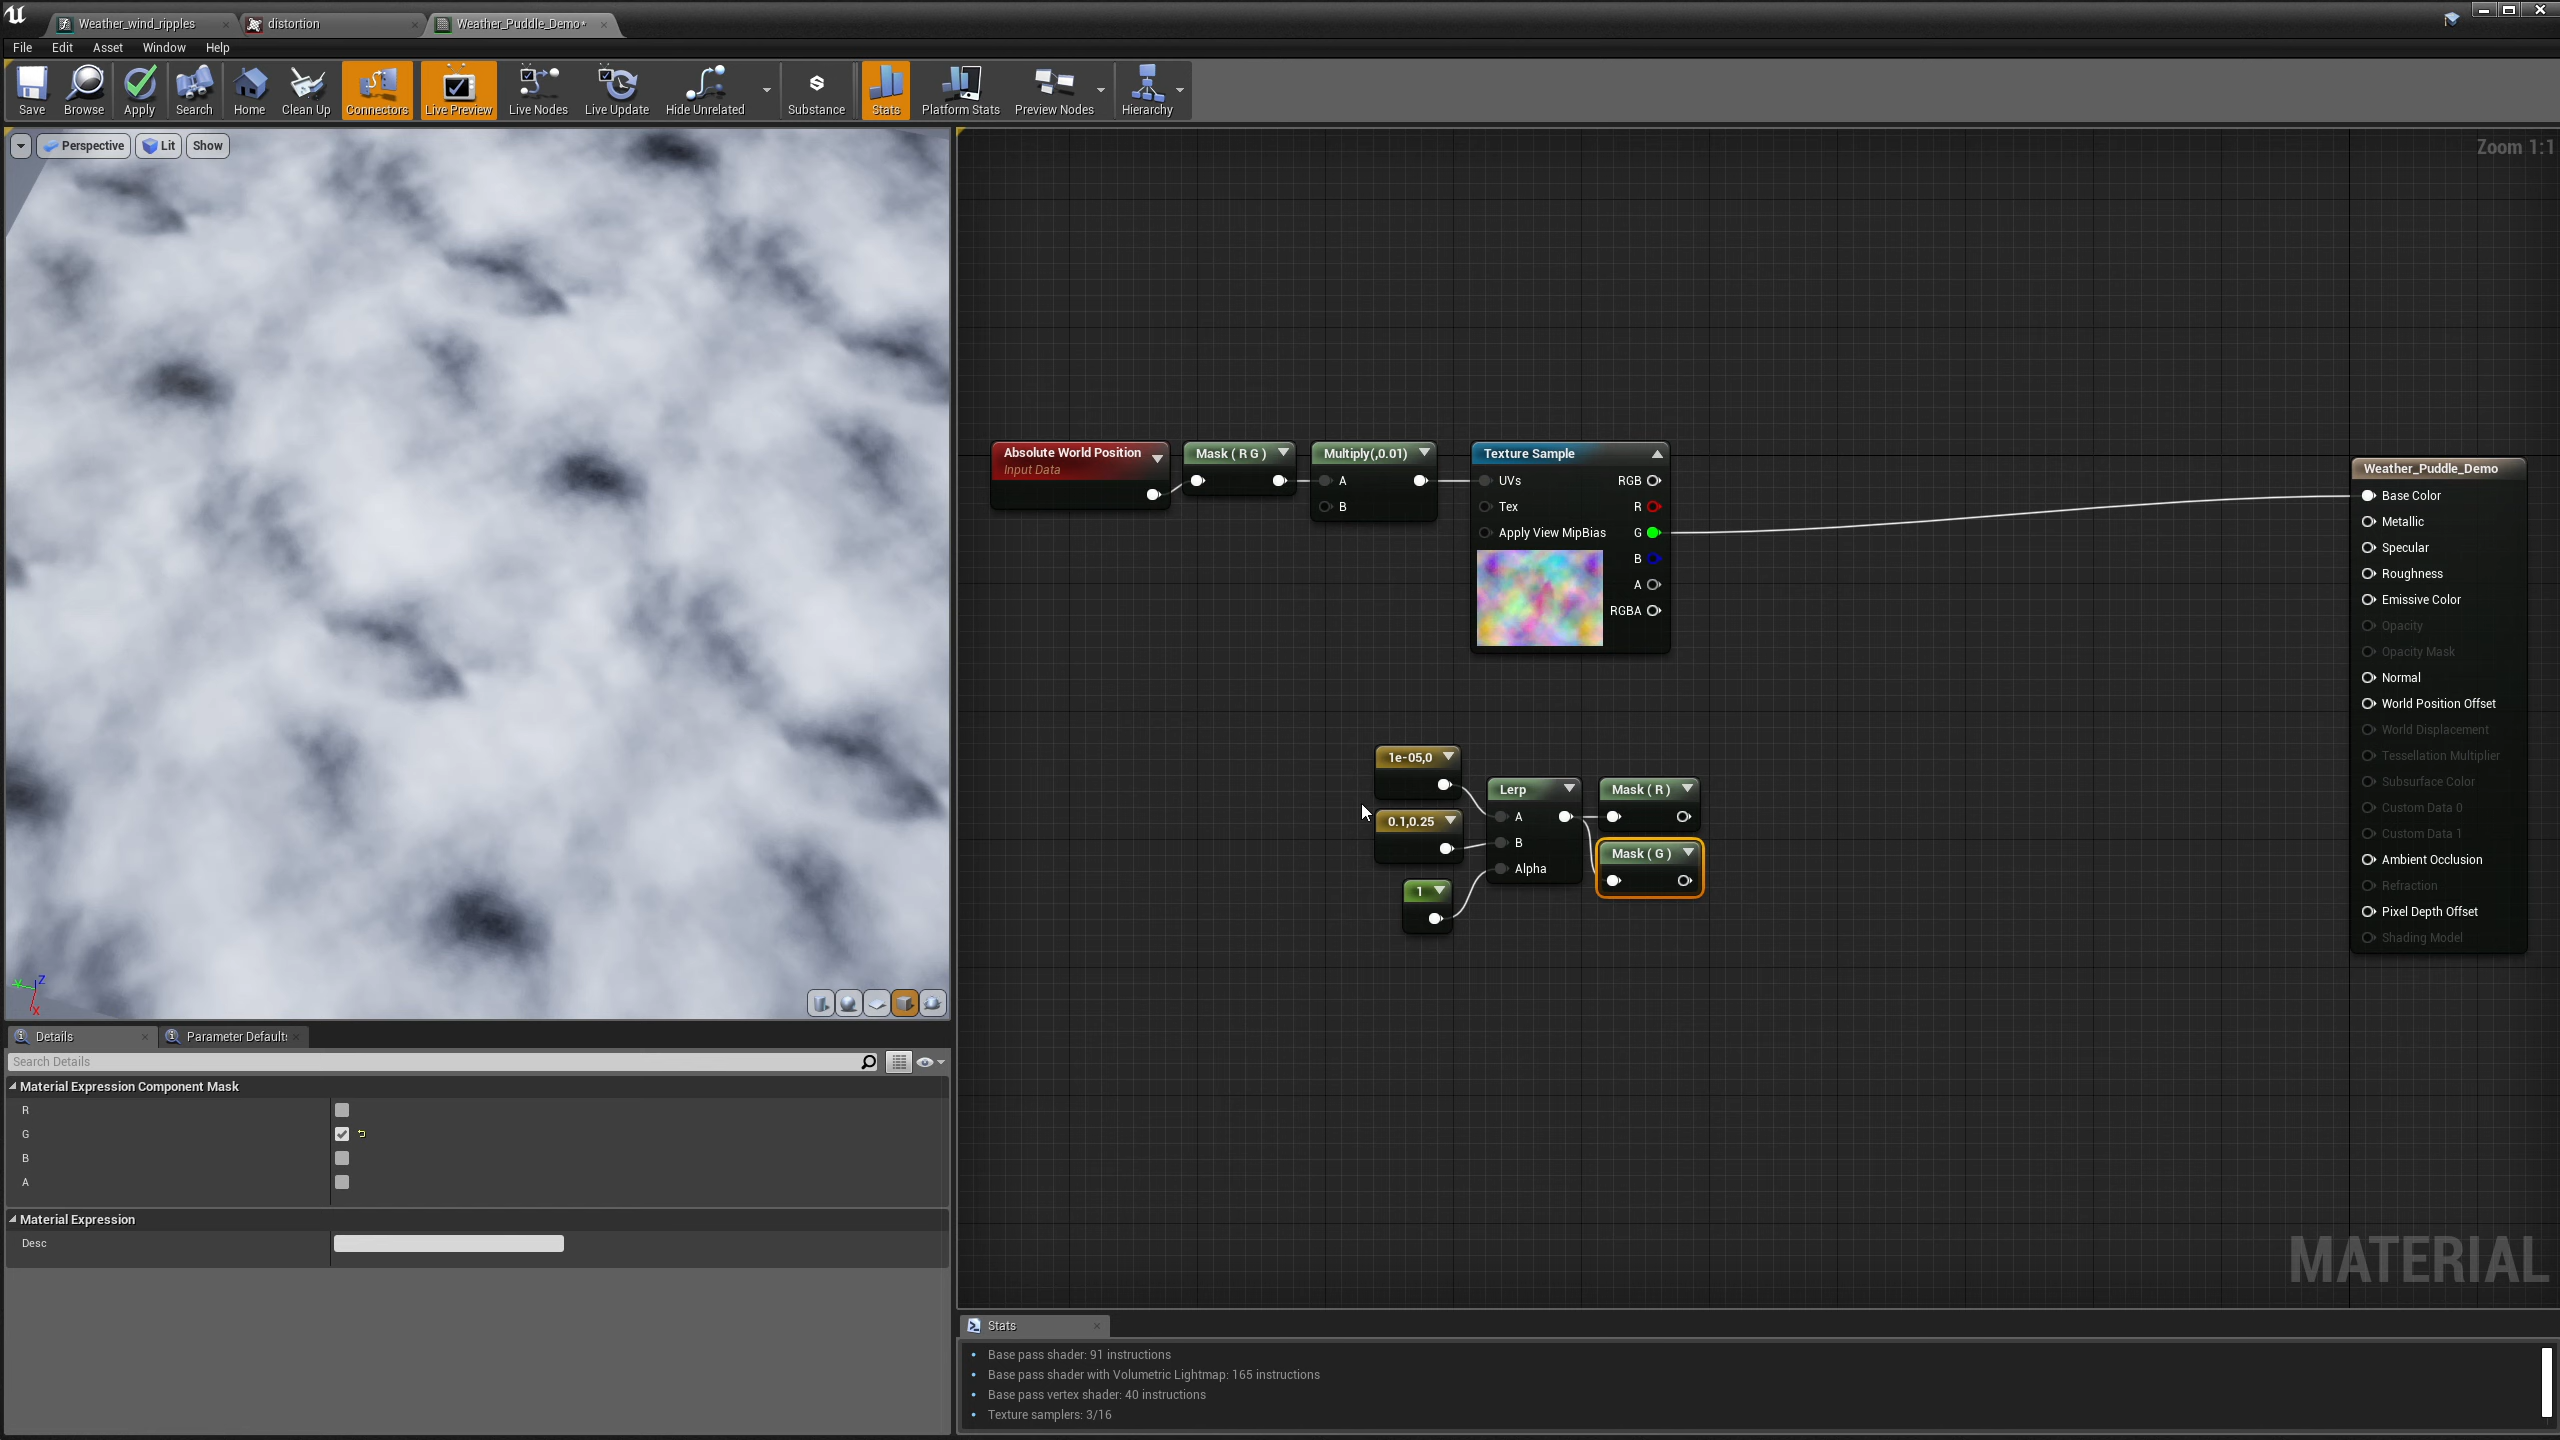 Weather_wind_ripples
distortion
Weather_Puddle_Demo*
File Edit Asset Window Help
Save Browse Apply Search Home Clean Up Connectors Live Preview Live Nodes Live Update Hide Unrelated Substance Stats Platform Stats Preview Nodes Hierarchy
Perspective Lit Show
Zoom 1:1
Absolute World Position
Input Data
Mask ( R G )
Multiply(,0.01)
A
B
Texture Sample
UVs RGB
Tex R
Apply View MipBias G
B
A
RGBA
Weather_Puddle_Demo
Base Color
Metallic
Specular
Roughness
Emissive Color
Opacity
Opacity Mask
Normal
World Position Offset
World Displacement
Tessellation Multiplier
Subsurface Color
Custom Data 0
Custom Data 1
Ambient Occlusion
Refraction
Pixel Depth Offset
Shading Model
1e-05,0
0.1,0.25
1
Lerp
A
B
Alpha
Mask ( R )
Mask ( G )
Z
Y
X
MATERIAL
Details
Parameter Default
Search Details
Material Expression Component Mask
R
G
B
A
Material Expression
Desc
Stats
Base pass shader: 91 instructions
Base pass shader with Volumetric Lightmap: 165 instructions
Base pass vertex shader: 40 instructions
Texture samplers: 3/16